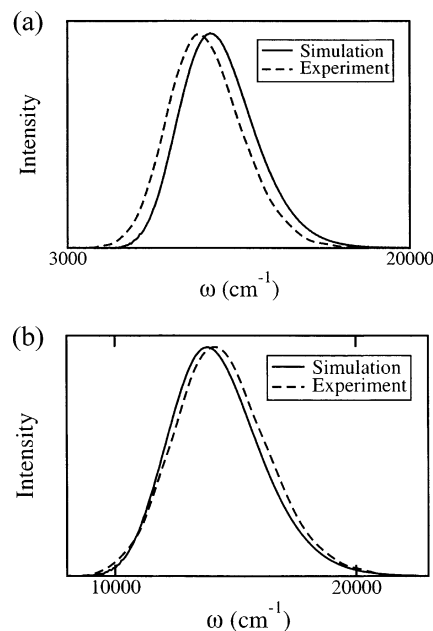 (a)
Simulation
Experiment
Intensity
3000 20000
ω (cm⁻¹)
(b)
Simulation
Experiment
Intensity
10000 20000
ω (cm⁻¹)